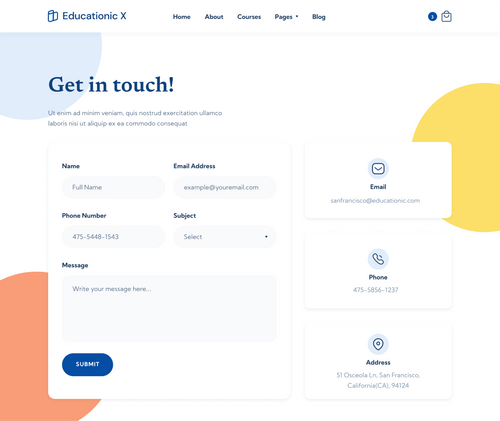 Educationic X
Home About Courses Pages Blog
3
Get in touch!
Ut enim ad minim veniam, quis nostrud exercitation ullamco
laboris nisi ut aliquip ex ea commodo consequat
Name Email Address
Full Name example@youremail.com
Phone Number Subject
475-5448-1543 Select
Message
Write your message here...
SUBMIT
Email
sanfrancisco@educationic.com
Phone
475-5856-1237
Address
51 Osceola Ln, San Francisco,
California(CA), 94124